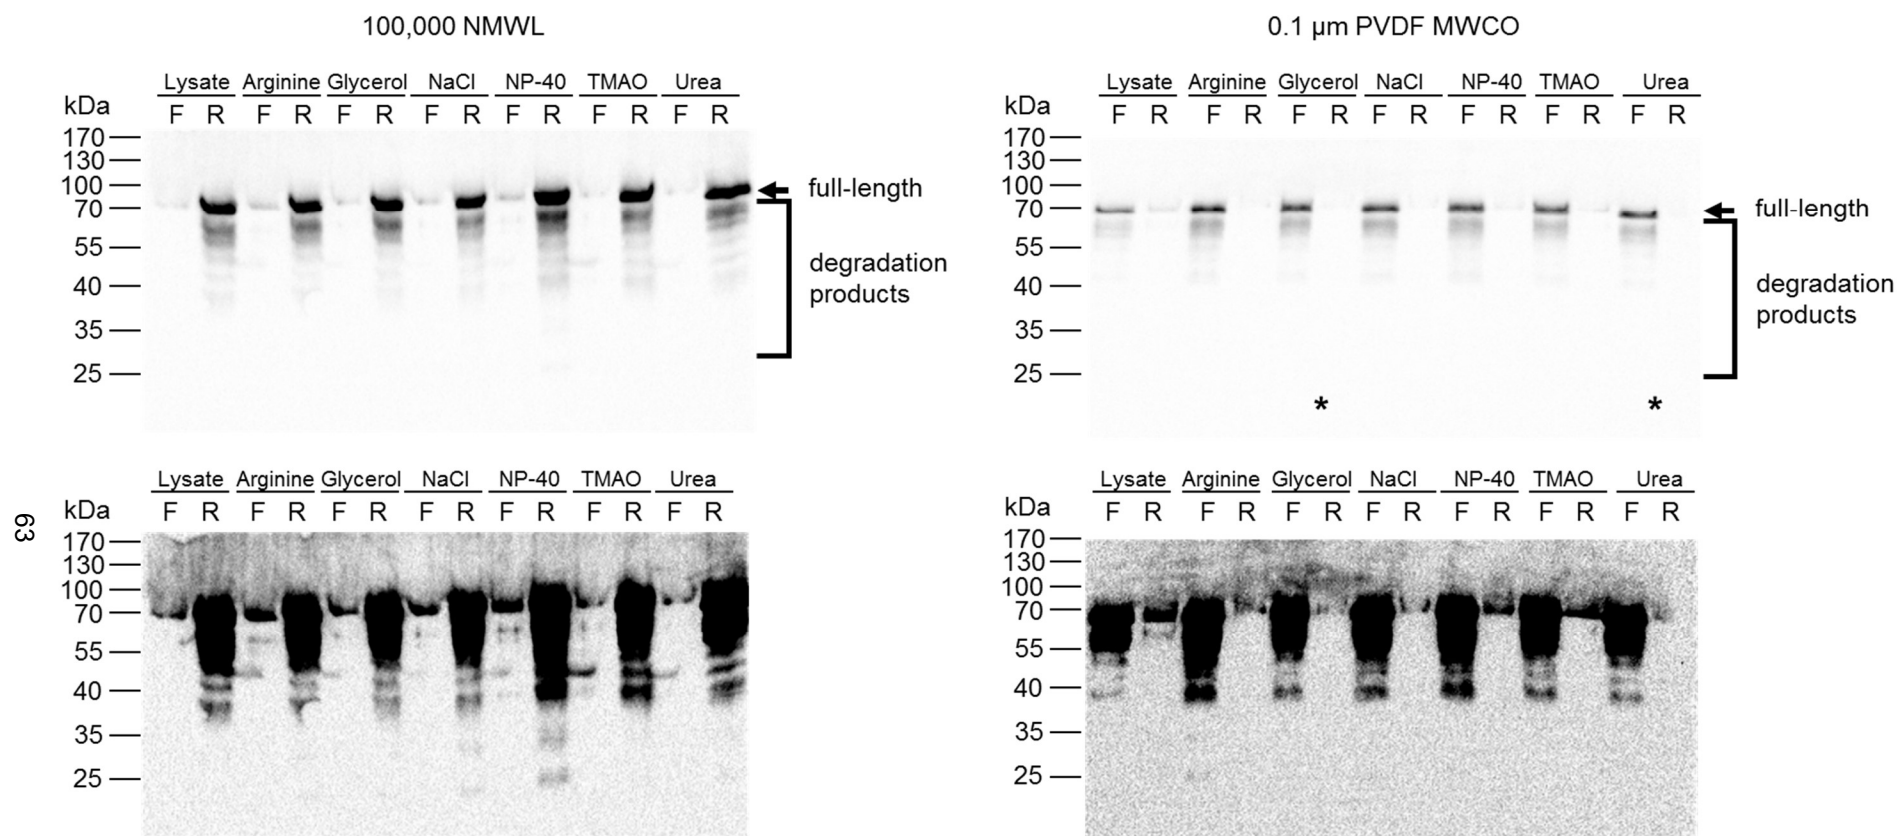 100,000 NMWL
Lysate Arginine Glycerol NaCl NP-40 TMAO Urea
kDa F R F R F R F R F R F R F R
170
130
100
70
55
40
35
25
full-length
degradation
products
0.1 µm PVDF MWCO
Lysate Arginine Glycerol NaCl NP-40 TMAO Urea
kDa F R F R F R F R F R F R F R
170
130
100
70
55
40
35
25
* *
full-length
degradation
products
Lysate Arginine Glycerol NaCl NP-40 TMAO Urea
kDa F R F R F R F R F R F R F R
170
130
100
70
55
40
35
25
Lysate Arginine Glycerol NaCl NP-40 TMAO Urea
kDa F R F R F R F R F R F R F R
170
130
100
70
55
40
35
25
63